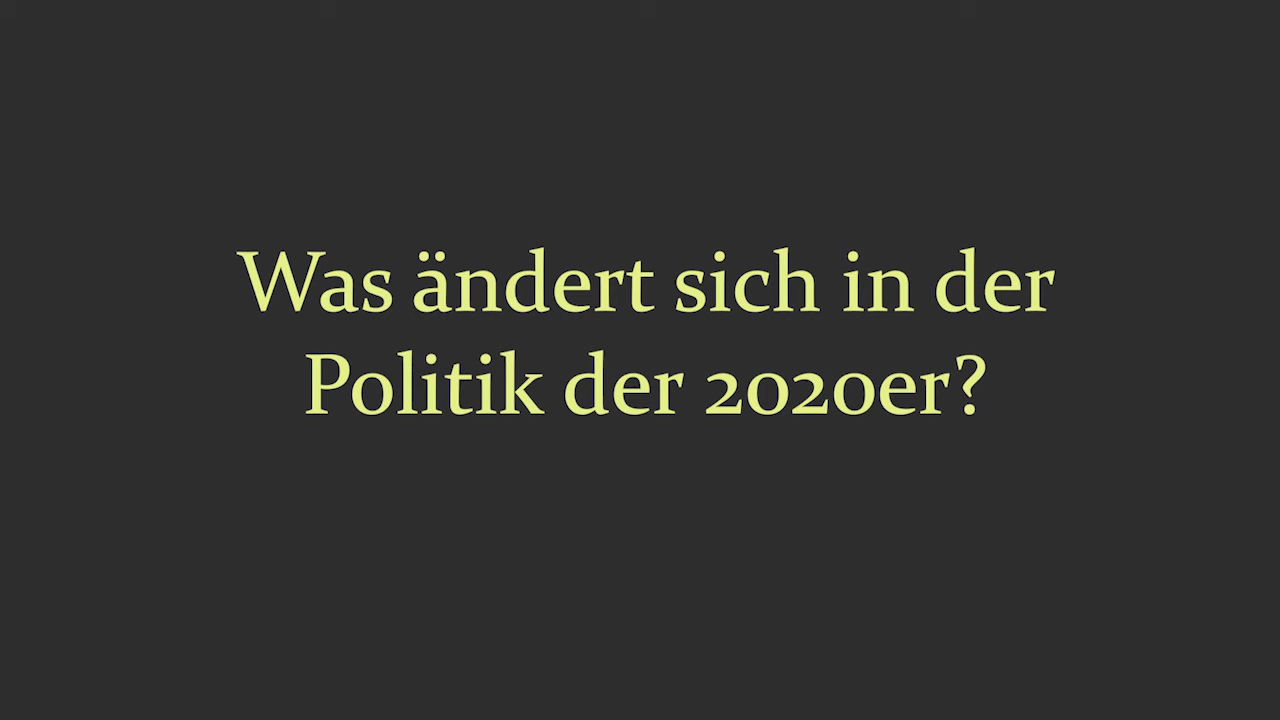 Was ändert sich in der
Politik der 2020er?